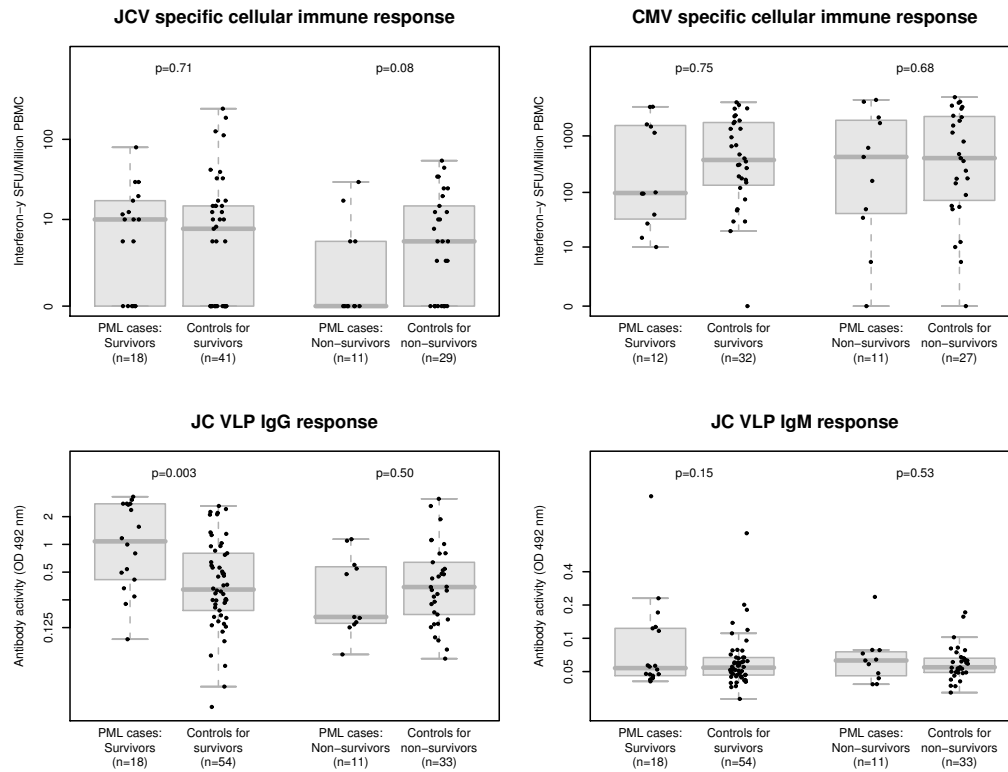 JCV specific cellular immune response
p=0.71
p=0.08
Interferon−y SFU/Million PBMC
100
10
0
PML cases:
Survivors
(n=18)
Controls for
survivors
(n=41)
PML cases:
Non−survivors
(n=11)
Controls for
non−survivors
(n=29)
CMV specific cellular immune response
p=0.75
p=0.68
Interferon−y SFU/Million PBMC
1000
100
10
0
PML cases:
Survivors
(n=12)
Controls for
survivors
(n=32)
PML cases:
Non−survivors
(n=11)
Controls for
non−survivors
(n=27)
JC VLP IgG response
p=0.003
p=0.50
Antibody activity (OD 492 nm)
2
1
0.5
0.125
PML cases:
Survivors
(n=18)
Controls for
survivors
(n=54)
PML cases:
Non−survivors
(n=11)
Controls for
non−survivors
(n=33)
JC VLP IgM response
p=0.15
p=0.53
Antibody activity (OD 492 nm)
0.4
0.2
0.1
0.05
PML cases:
Survivors
(n=18)
Controls for
survivors
(n=54)
PML cases:
Non−survivors
(n=11)
Controls for
non−survivors
(n=33)